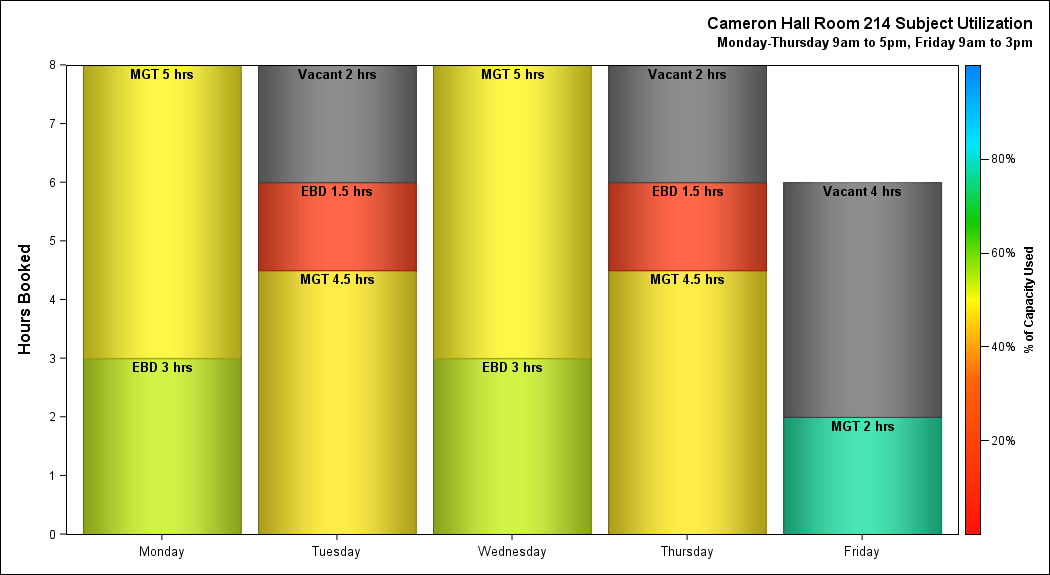 Cameron Hall Room 214 Subject Utilization
Monday-Thursday 9am to 5pm, Friday 9am to 3pm
Hours Booked
8
7
6
5
4
3
2
1
0
MGT 5 hrs
EBD 3 hrs
Vacant 2 hrs
EBD 1.5 hrs
MGT 4.5 hrs
MGT 5 hrs
EBD 3 hrs
Vacant 2 hrs
EBD 1.5 hrs
MGT 4.5 hrs
Vacant 4 hrs
MGT 2 hrs
Monday
Tuesday
Wednesday
Thursday
Friday
80%
60%
40%
20%
% of Capacity Used